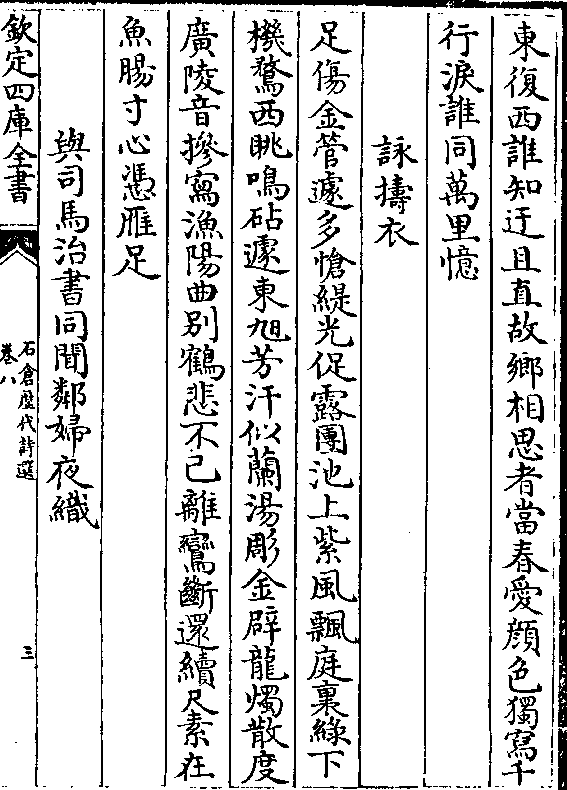 東復西誰知迂且直故鄉相思者當春愛顔色獨寫千
行淚誰同萬里憶
詠擣衣
足傷金管遽多愴緹光促露團池上紫風飄庭裏綠下
機騖西眺鳴砧遽東旭芳汗似蘭湯彫金辟龍燭散度
廣陵音摻寫漁陽曲別鶴悲不已離鸞斷還續尺素在
魚腸寸心憑雁足
與司馬治書同聞鄰婦夜織
欽定四庫全書
石倉歷代詩選
卷八
三